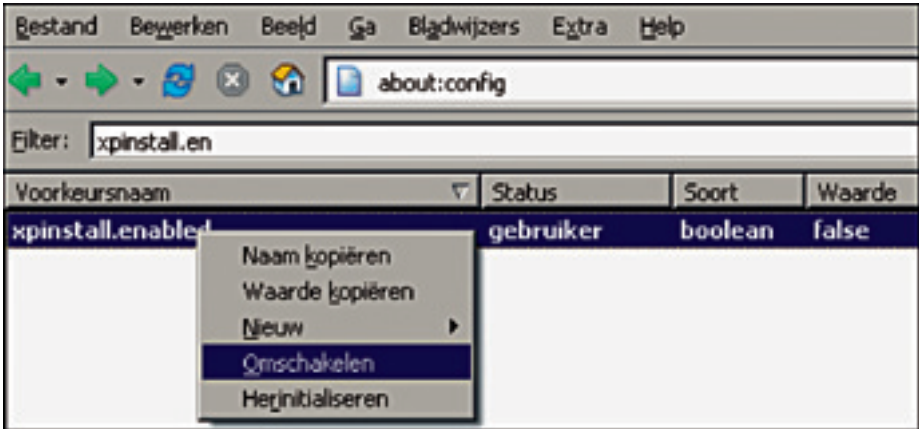 Bestand Bewerken Beeld Ga Bladwijzers Extra Help
about:config
Filter: xpinstall.en
Voorkeursnaam Status Soort Waarde
xpinstall.enabled gebruiker boolean false
Naam kopiëren
Waarde kopiëren
Nieuw
Omschakelen
Herinitialiseren